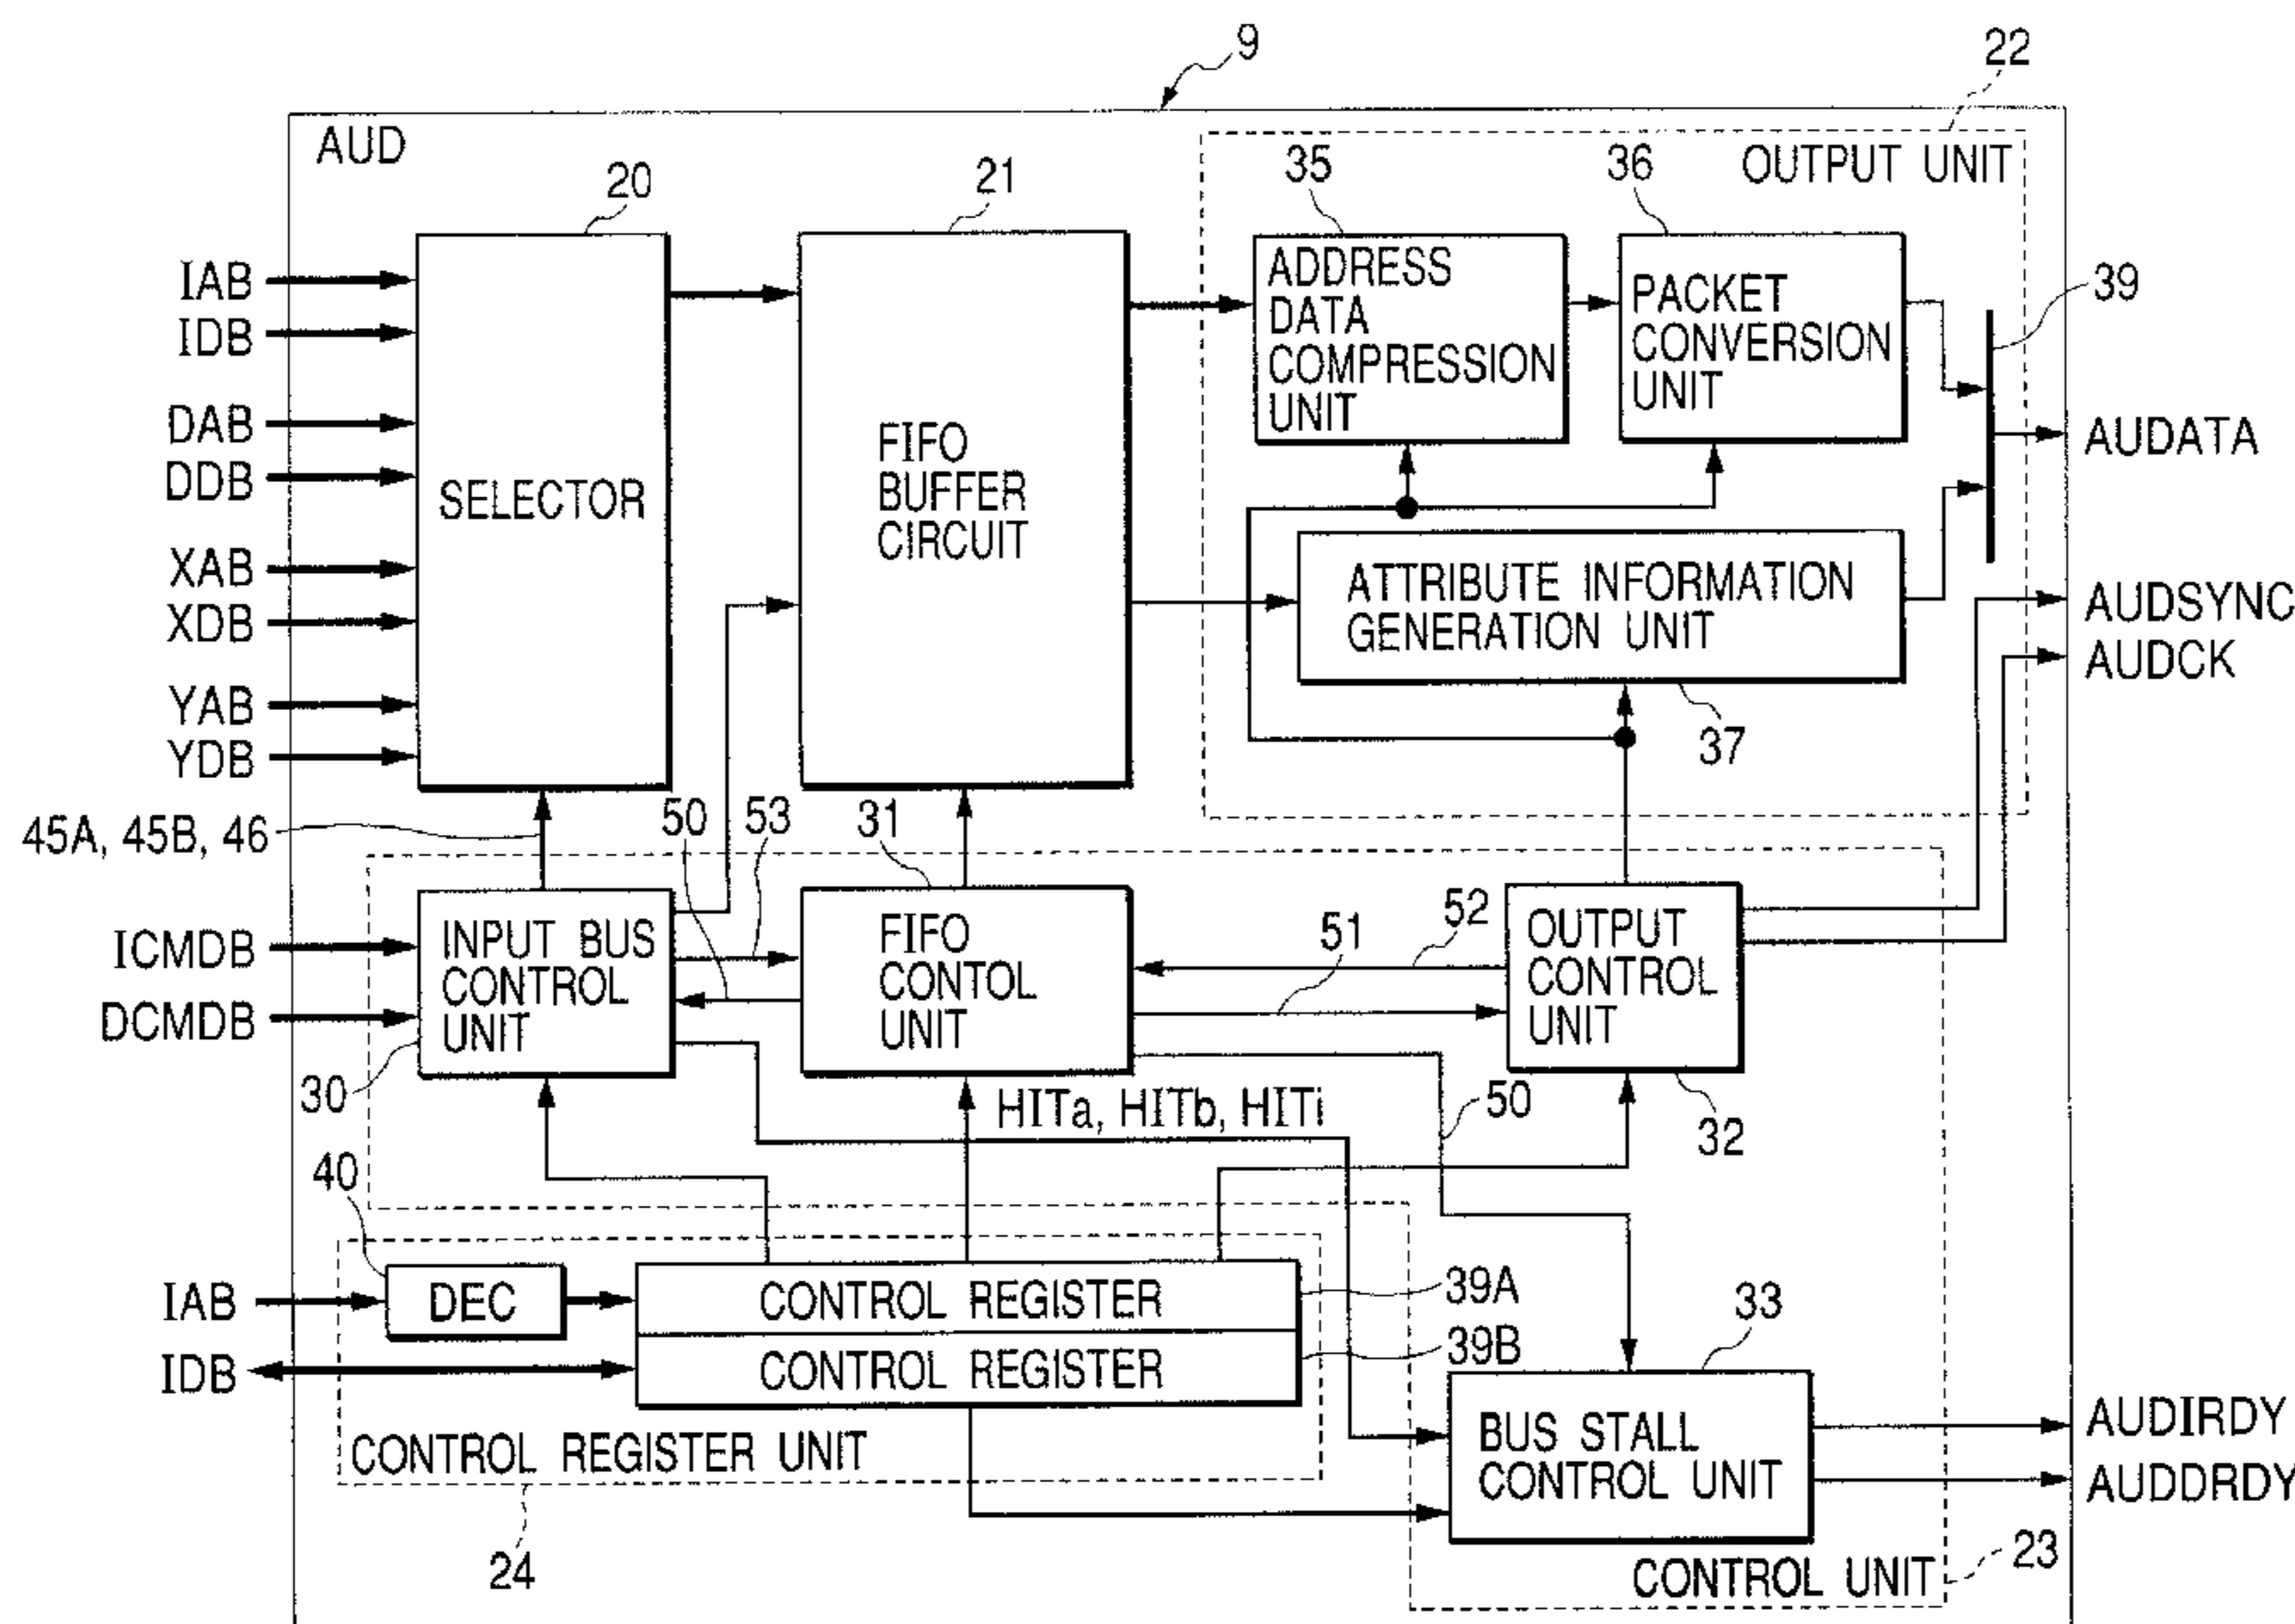 9
22
AUD
OUTPUT UNIT
20
21
35
36
39
IAB
IDB
DAB
DDB
XAB
XDB
YAB
YDB
SELECTOR
FIFO
BUFFER
CIRCUIT
ADDRESS
DATA
COMPRESSION
UNIT
PACKET
CONVERSION
UNIT
ATTRIBUTE INFORMATION
GENERATION UNIT
37
AUDATA
AUDSYNC
AUDCK
45A, 45B, 46
50
53
31
52
51
ICMDB
DCMDB
INPUT BUS
CONTROL
UNIT
30
FIFO
CONTOL
UNIT
OUTPUT
CONTROL
UNIT
32
HITa, HITb, HITi
50
40
IAB
IDB
DEC
CONTROL REGISTER
CONTROL REGISTER
39A
39B
33
CONTROL REGISTER UNIT
24
BUS STALL
CONTROL UNIT
AUDIRDY
AUDDRDY
CONTROL UNIT
23